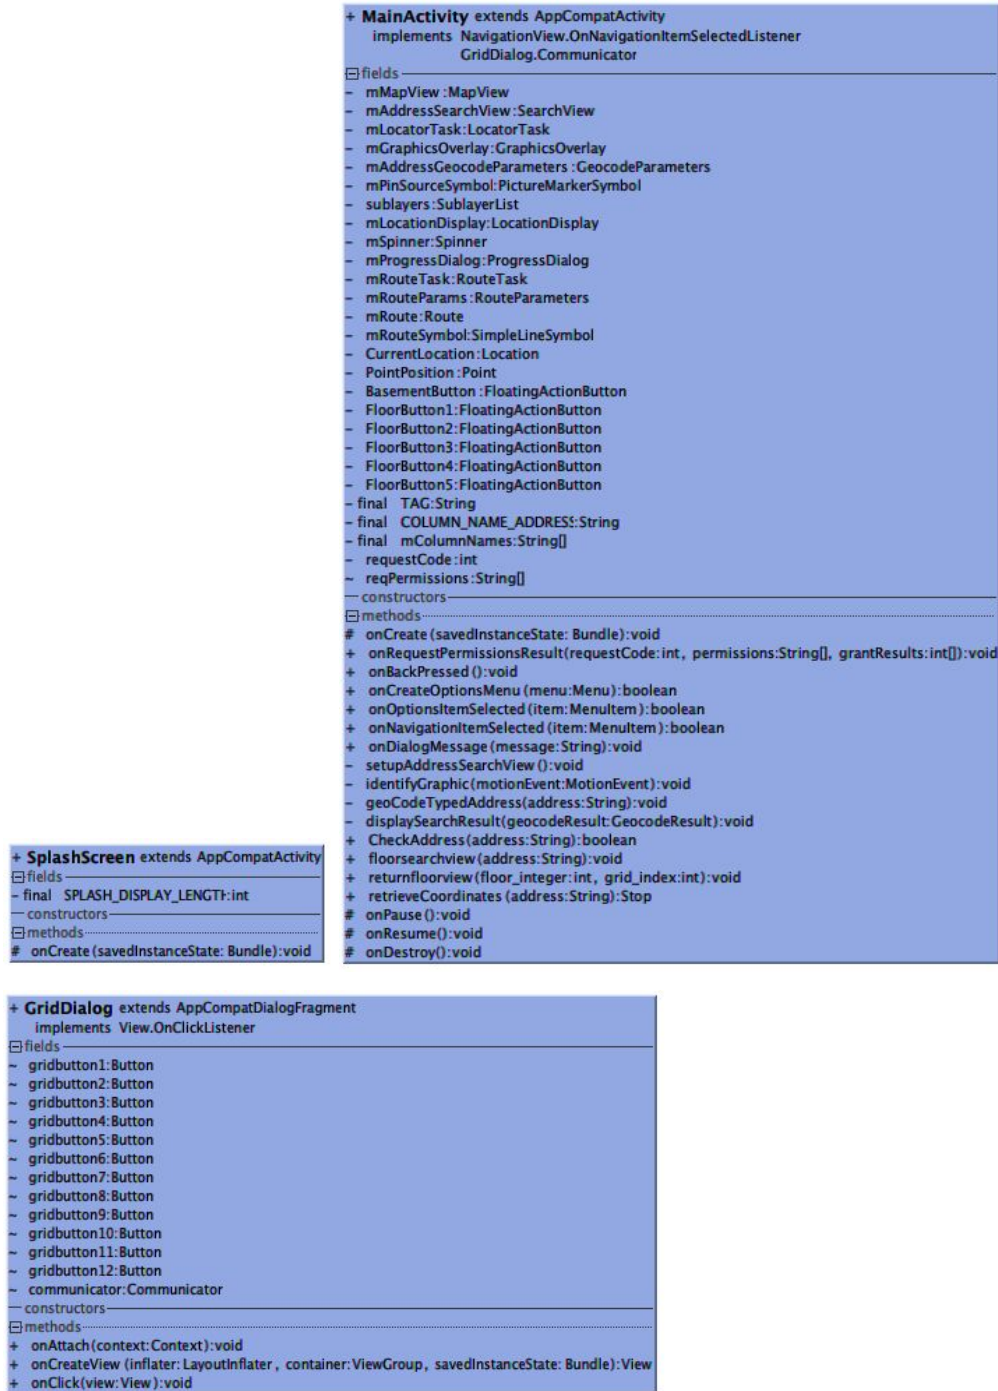 + MainActivity extends AppCompatActivity
implements NavigationView.OnNavigationItemSelectedListener
GridDialog.Communicator
fields
- mMapView:MapView
- mAddressSearchView:SearchView
- mLocatorTask:LocatorTask
- mGraphicsOverlay:GraphicsOverlay
- mAddressGeocodeParameters:GeocodeParameters
- mPinSourceSymbol:PictureMarkerSymbol
- sublayers:SublayerList
- mLocationDisplay:LocationDisplay
- mSpinner:Spinner
- mProgressDialog:ProgressDialog
- mRouteTask:RouteTask
- mRouteParams:RouteParameters
- mRoute:Route
- mRouteSymbol:SimpleLineSymbol
- CurrentLocation:Location
- PointPosition:Point
- BasementButton:FloatingActionButton
- FloorButton1:FloatingActionButton
- FloorButton2:FloatingActionButton
- FloorButton3:FloatingActionButton
- FloorButton4:FloatingActionButton
- FloorButton5:FloatingActionButton
- final TAG:String
- final COLUMN_NAME_ADDRESS:String
- final mColumnNames:String[]
- requestCode:int
~ reqPermissions:String[]
constructors
methods
# onCreate(savedInstanceState: Bundle):void
+ onRequestPermissionsResult(requestCode:int, permissions:String[], grantResults:int[]):void
+ onBackPressed():void
+ onCreateOptionsMenu(menu:Menu):boolean
+ onOptionsItemSelected(item:MenuItem):boolean
+ onNavigationItemSelected(item:MenuItem):boolean
+ onDialogMessage(message:String):void
- setupAddressSearchView():void
- identifyGraphic(motionEvent:MotionEvent):void
- geoCodeTypedAddress(address:String):void
- displaySearchResult(geocodeResult:GeocodeResult):void
+ CheckAddress(address:String):boolean
+ floorsearchview(address:String):void
+ returnfloorview(floor_integer:int, grid_index:int):void
+ retrieveCoordinates(address:String):Stop
# onPause():void
# onResume():void
# onDestroy():void
+ SplashScreen extends AppCompatActivity
fields
- final SPLASH_DISPLAY_LENGTH:int
constructors
methods
# onCreate(savedInstanceState: Bundle):void
+ GridDialog extends AppCompatDialogFragment
implements View.OnClickListener
fields
~ gridbutton1:Button
~ gridbutton2:Button
~ gridbutton3:Button
~ gridbutton4:Button
~ gridbutton5:Button
~ gridbutton6:Button
~ gridbutton7:Button
~ gridbutton8:Button
~ gridbutton9:Button
~ gridbutton10:Button
~ gridbutton11:Button
~ gridbutton12:Button
~ communicator:Communicator
constructors
methods
+ onAttach(context:Context):void
+ onCreateView(inflater: LayoutInflater, container:ViewGroup, savedInstanceState: Bundle):View
+ onClick(view:View):void